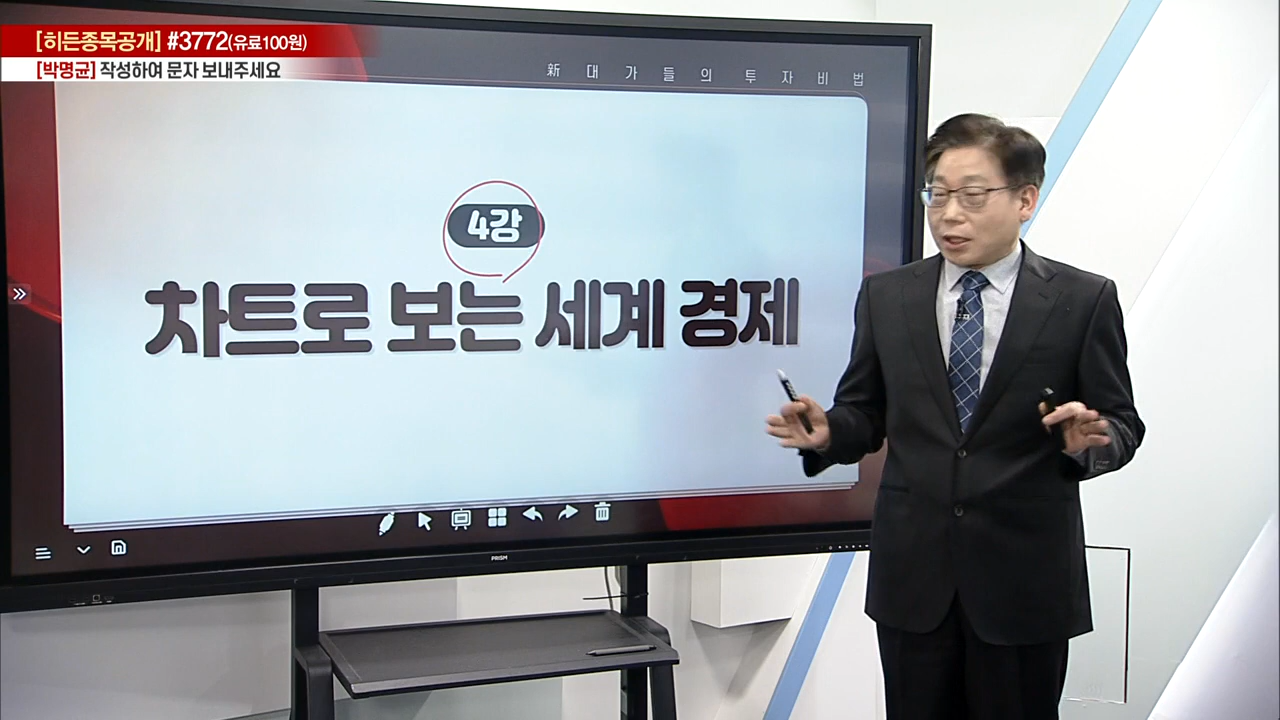 [히든종목공개] #3772(유료100원)
[박명균] 작성하여 문자 보내주세요
新 대가들의 투자비법
4강
차트로 보는 세계 경제
PRISM